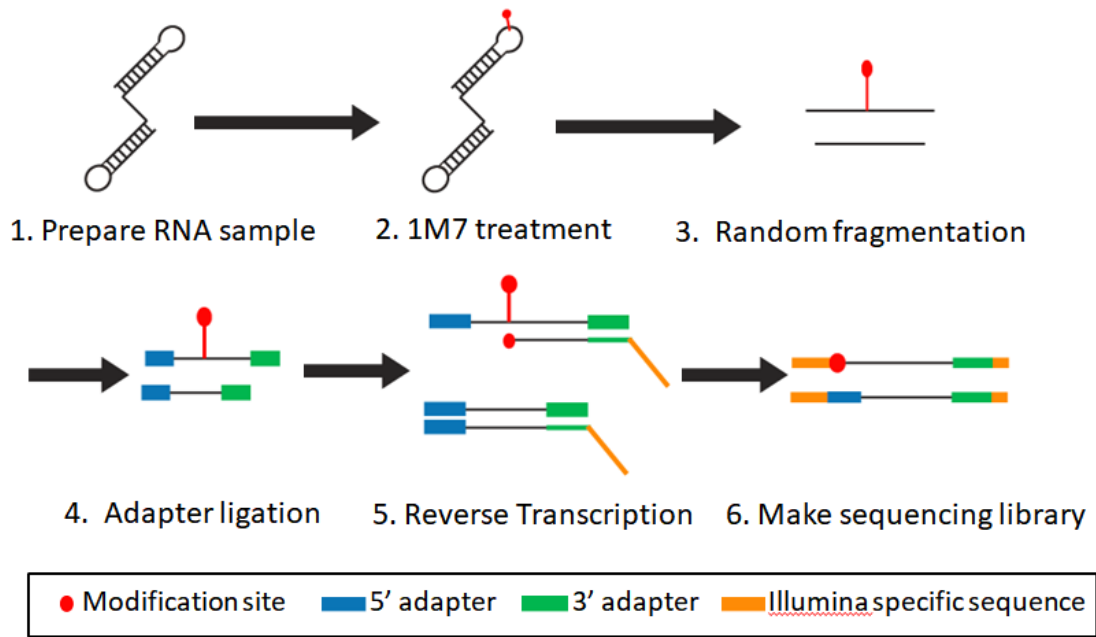 1. Prepare RNA sample
2. 1M7 treatment
3. Random fragmentation
4. Adapter ligation
5. Reverse Transcription
6. Make sequencing library
Modification site
5’ adapter
3’ adapter
Illumina specific sequence